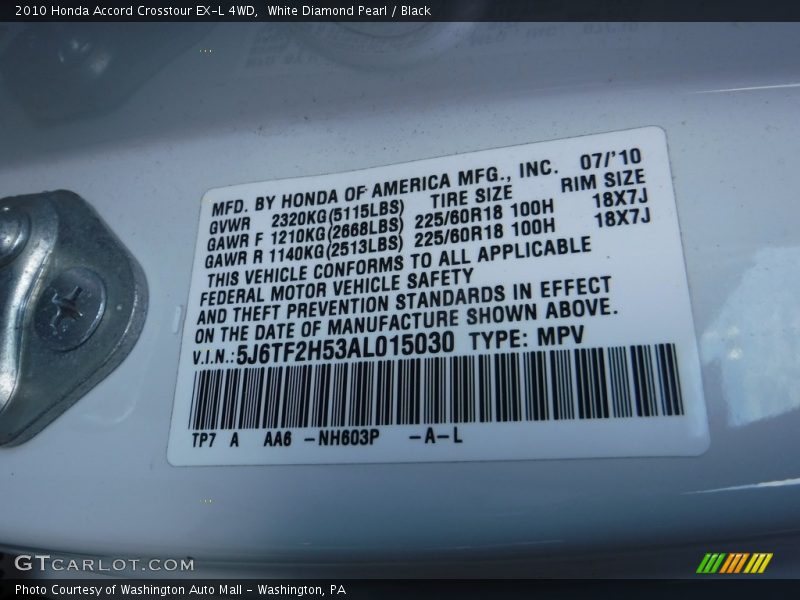 2010 Honda Accord Crosstour EX-L 4WD, White Diamond Pearl / Black
MFD. BY HONDA OF AMERICA MFG., INC. 07/'10
GVWR 2320KG(5115LBS) TIRE SIZE RIM SIZE
GAWR F 1210KG(2668LBS) 225/60R18 100H 18X7J
GAWR R 1140KG(2513LBS) 225/60R18 100H 18X7J
THIS VEHICLE CONFORMS TO ALL APPLICABLE
FEDERAL MOTOR VEHICLE SAFETY
AND THEFT PREVENTION STANDARDS IN EFFECT
ON THE DATE OF MANUFACTURE SHOWN ABOVE.
V.I.N.:5J6TF2H53AL015030 TYPE: MPV
TP7 A AA6 -NH603P -A-L
GTCARLOT.COM
Photo Courtesy of Washington Auto Mall - Washington, PA